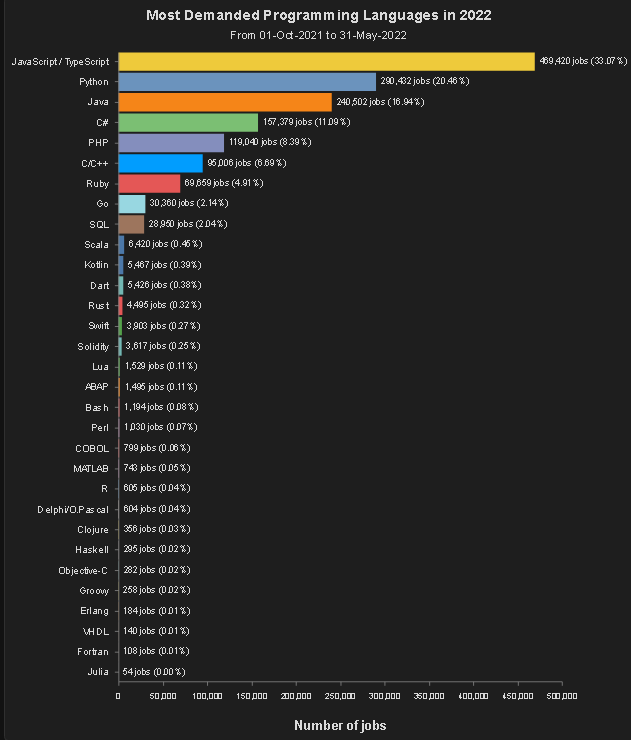 Most Demanded Programming Languages in 2022
From 01-Oct-2021 to 31-May-2022
JavaScript / TypeScript 469,420 jobs (33.07%)
Python 290,432 jobs (20.46%)
Java 240,502 jobs (16.94%)
C# 157,379 jobs (11.09%)
PHP 119,040 jobs (8.39%)
C/C++ 95,006 jobs (6.69%)
Ruby 69,659 jobs (4.91%)
Go 30,360 jobs (2.14%)
SQL 28,950 jobs (2.04%)
Scala 6,420 jobs (0.45%)
Kotlin 5,467 jobs (0.39%)
Dart 5,426 jobs (0.38%)
Rust 4,495 jobs (0.32%)
Swift 3,903 jobs (0.27%)
Solidity 3,617 jobs (0.25%)
Lua 1,529 jobs (0.11%)
ABAP 1,495 jobs (0.11%)
Bash 1,194 jobs (0.08%)
Perl 1,030 jobs (0.07%)
COBOL 799 jobs (0.06%)
MATLAB 743 jobs (0.05%)
R 605 jobs (0.04%)
Delphi/O.Pascal 604 jobs (0.04%)
Clojure 356 jobs (0.03%)
Haskell 295 jobs (0.02%)
Objective-C 282 jobs (0.02%)
Groovy 258 jobs (0.02%)
Erlang 184 jobs (0.01%)
VHDL 140 jobs (0.01%)
Fortran 108 jobs (0.01%)
Julia 54 jobs (0.00%)
0 50,000 100,000 150,000 200,000 250,000 300,000 350,000 400,000 450,000 500,000
Number of jobs